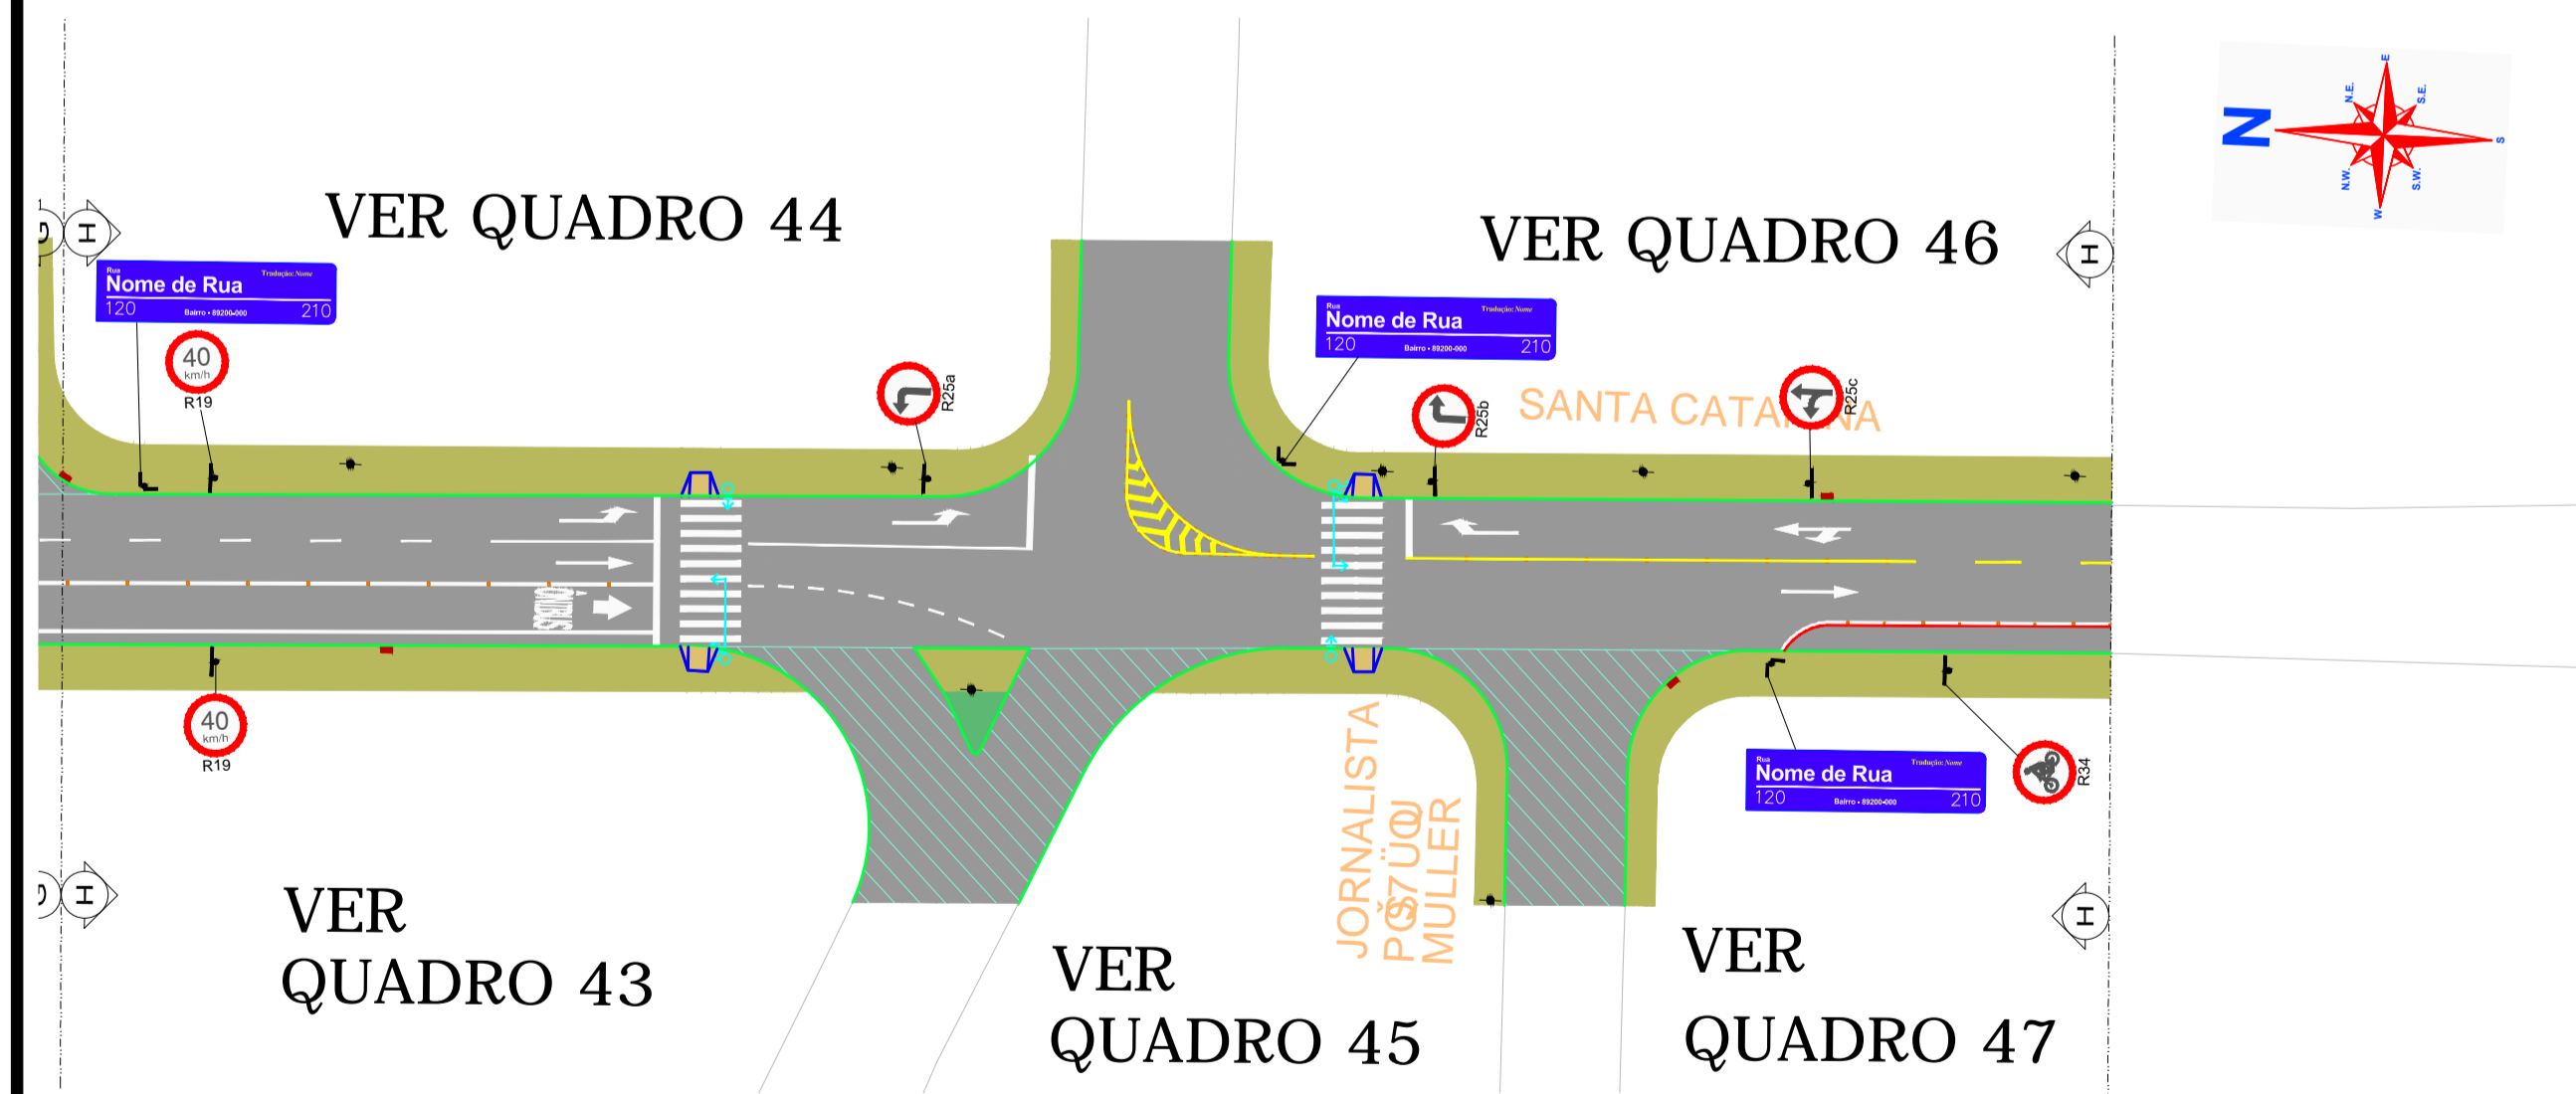 VER QUADRO 44
VER QUADRO 46
N
N.E.
E
S.E.
S
S.W.
W
N.W.
H
H
Rua
Tradução: Nome
Nome de Rua
120
Bairro • 89200-000
210
40
km/h
R19
R25a
Rua
Tradução: Nome
Nome de Rua
120
Bairro • 89200-000
210
R25b
R25c
SANTA CATARINA
40
km/h
R19
JORNALISTA
MULLER
Rua
Tradução: Nome
Nome de Rua
120
Bairro • 89200-000
210
R34
H
H
VER
QUADRO 43
VER
QUADRO 45
VER
QUADRO 47